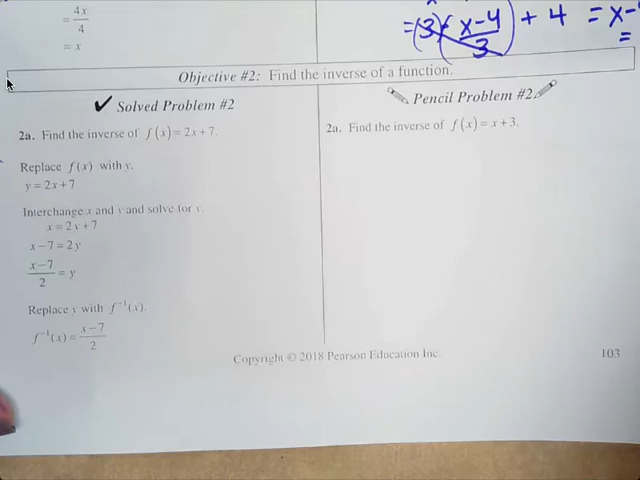 = 4x/4
= x
= (3)(x-4/3) + 4 = x-
=
Objective #2: Find the inverse of a function.
✔ Solved Problem #2
2a. Find the inverse of f(x) = 2x + 7.
Replace f(x) with y.
y = 2x + 7
Interchange x and y and solve for y.
x = 2y + 7
x − 7 = 2y
x − 7/2 = y
Replace y with f⁻¹(x).
f⁻¹(x) = x − 7/2
✎ Pencil Problem #2 ✎
2a. Find the inverse of f(x) = x + 3.
Copyright © 2018 Pearson Education Inc.
103